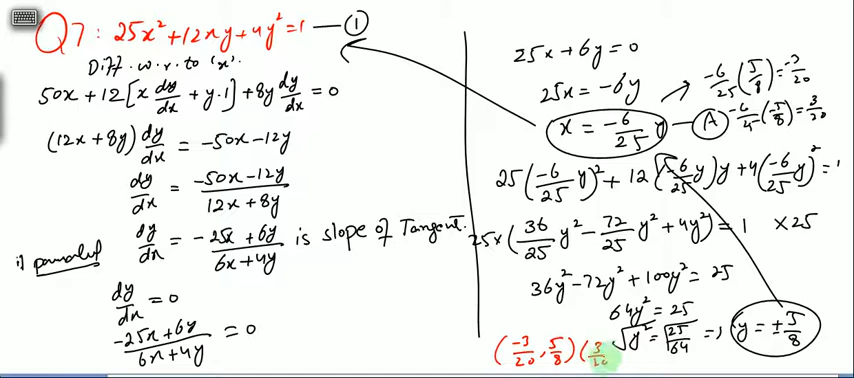 Q7: 25x² + 12xy + 4y² = 1 — ①
Diff. w.r. to 'x'.
50x + 12[x dy/dx + y.1] + 8y dy/dx = 0
(12x + 8y) dy/dx = -50x - 12y
dy/dx = (-50x - 12y)/(12x + 8y)
dy/dx = (-25x + 6y)/(6x + 4y) is slope of Tangent.
dy/dx = 0
(-25x + 6y)/(6x + 4y) = 0
25x + 6y = 0
25x = -6y
x = -6/25 y — Ⓐ
-6/25 (5/8) = -3/20
-6/4 (-5/8) = 3/20
25(-6/25 y)² + 12(-6/25 y)y + 4(-6/25 y)² = 1
25x(36/25 y² - 72/25 y² + 4y²) = 1 × 25
36y² - 72y² + 100y² = 25
64y² = 25
√y² = √25/64 => y = ±5/8
(-3/20, 5/8) (3/20